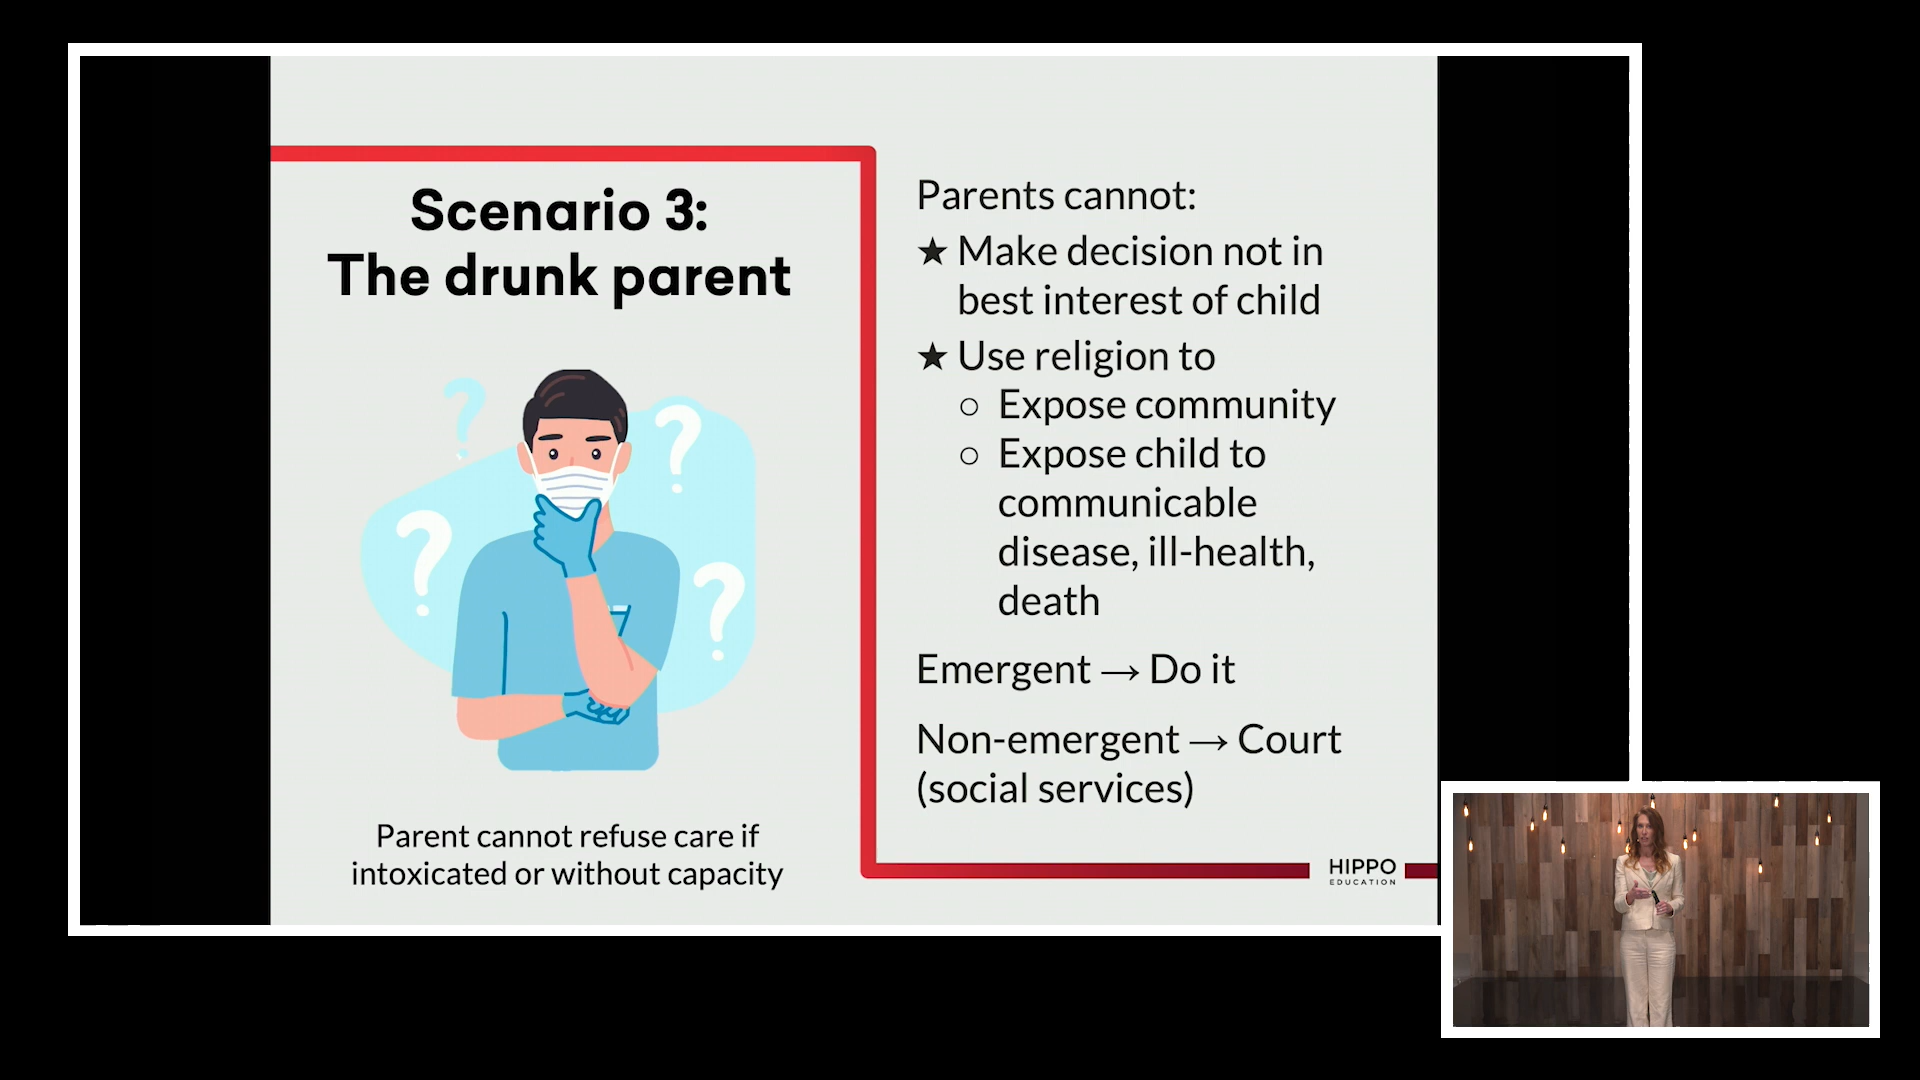 Scenario 3:
The drunk parent
Parent cannot refuse care if
intoxicated or without capacity
Parents cannot:
★ Make decision not in
best interest of child
★ Use religion to
○ Expose community
○ Expose child to
communicable
disease, ill-health,
death
Emergent → Do it
Non-emergent → Court
(social services)
HIPPO
EDUCATION